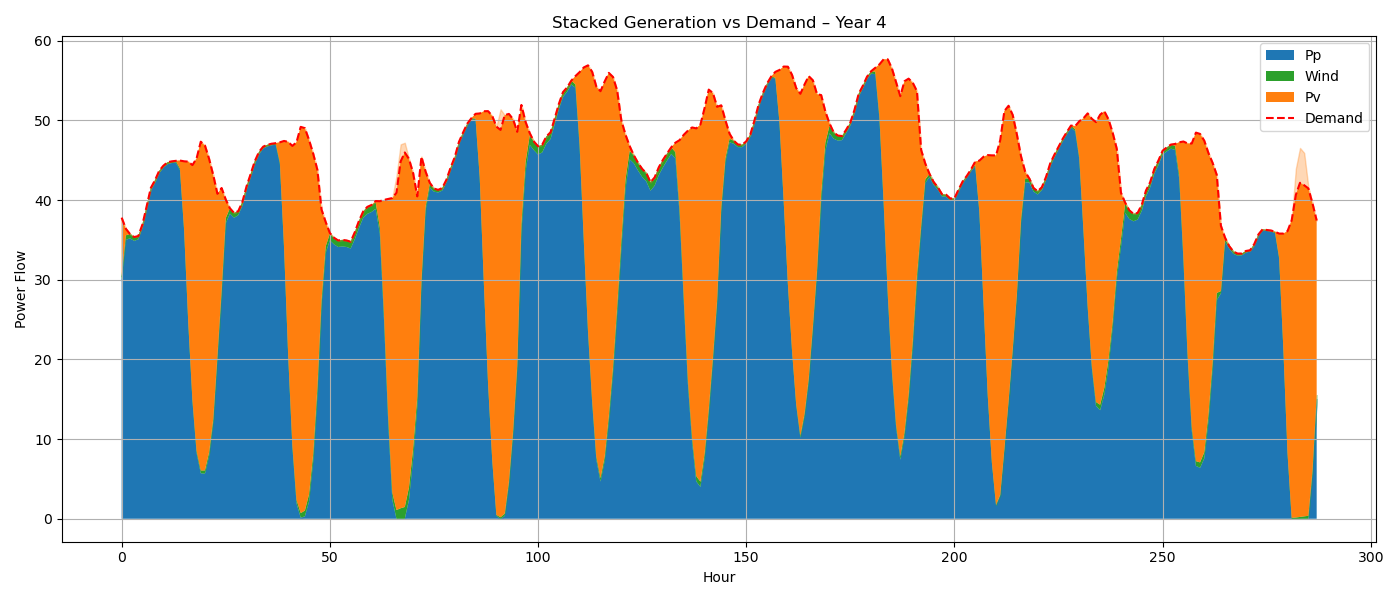 Stacked Generation vs Demand – Year 4
Power Flow
60
50
40
30
20
10
0
0 50 100 150 200 250 300
Hour
Pp
Wind
Pv
Demand